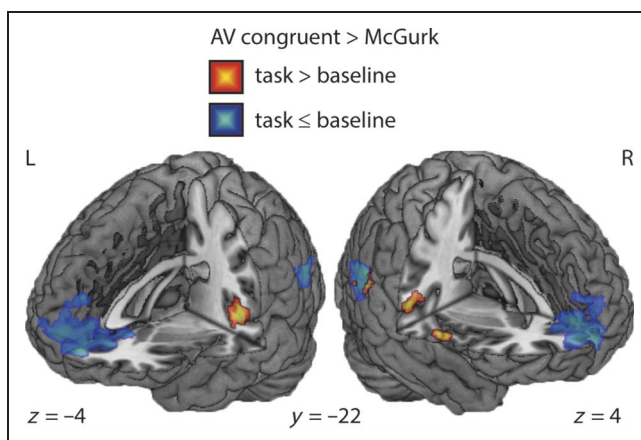 AV congruent > McGurk
task > baseline
task ≤ baseline
L
R
z = –4
y = –22
z = 4